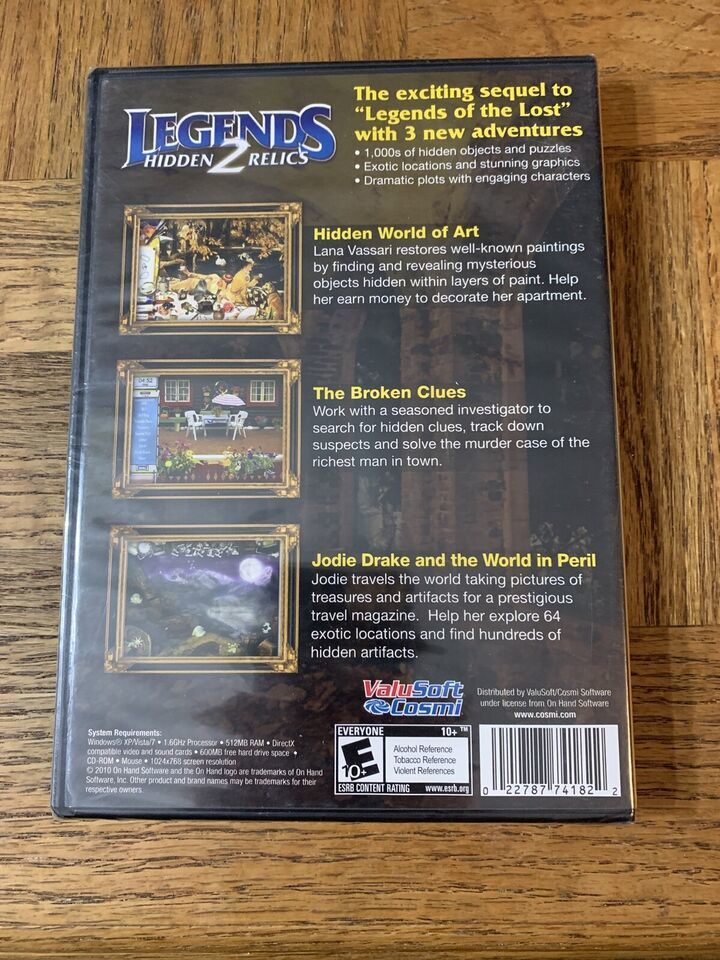 LEGENDS
HIDDEN 2 RELICS
The exciting sequel to
“Legends of the Lost”
with 3 new adventures
• 1,000s of hidden objects and puzzles
• Exotic locations and stunning graphics
• Dramatic plots with engaging characters
Hidden World of Art
Lana Vassari restores well-known paintings
by finding and revealing mysterious
objects hidden within layers of paint. Help
her earn money to decorate her apartment.
04:52
The Broken Clues
Work with a seasoned investigator to
search for hidden clues, track down
suspects and solve the murder case of the
richest man in town.
Jodie Drake and the World in Peril
Jodie travels the world taking pictures of
treasures and artifacts for a prestigious
travel magazine. Help her explore 64
exotic locations and find hundreds of
hidden artifacts.
ValuSoft
Cosmi
Distributed by ValuSoft/Cosmi Software
under license from On Hand Software
www.cosmi.com
System Requirements:
Windows® XP/Vista/7 • 1.6GHz Processor • 512MB RAM • DirectX
compatible video and sound cards • 600MB free hard drive space •
CD-ROM • Mouse • 1024x768 screen resolution
© 2010 On Hand Software and the On Hand logo are trademarks of On Hand
Software, Inc. Other product and brand names may be trademarks for their
respective owners.
EVERYONE 10+ ™
E
10+
Alcohol Reference
Tobacco Reference
Violent References
ESRB CONTENT RATING www.esrb.org
0 22787 74182 2